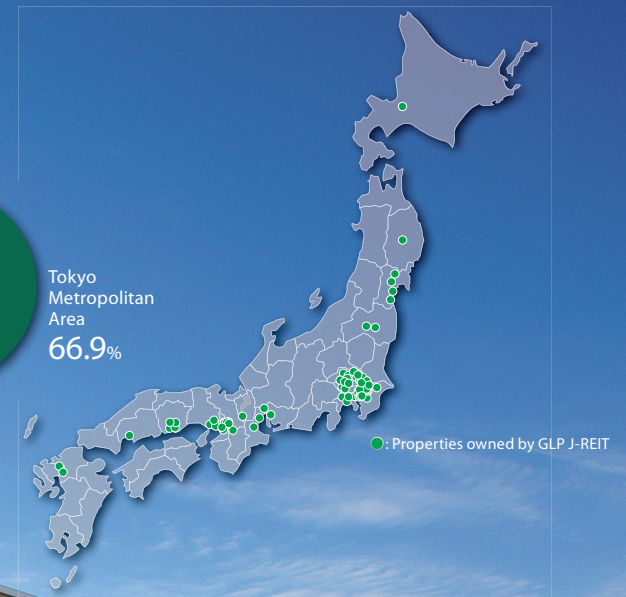 Tokyo
Metropolitan
Area
66.9%
: Properties owned by GLP J-REIT